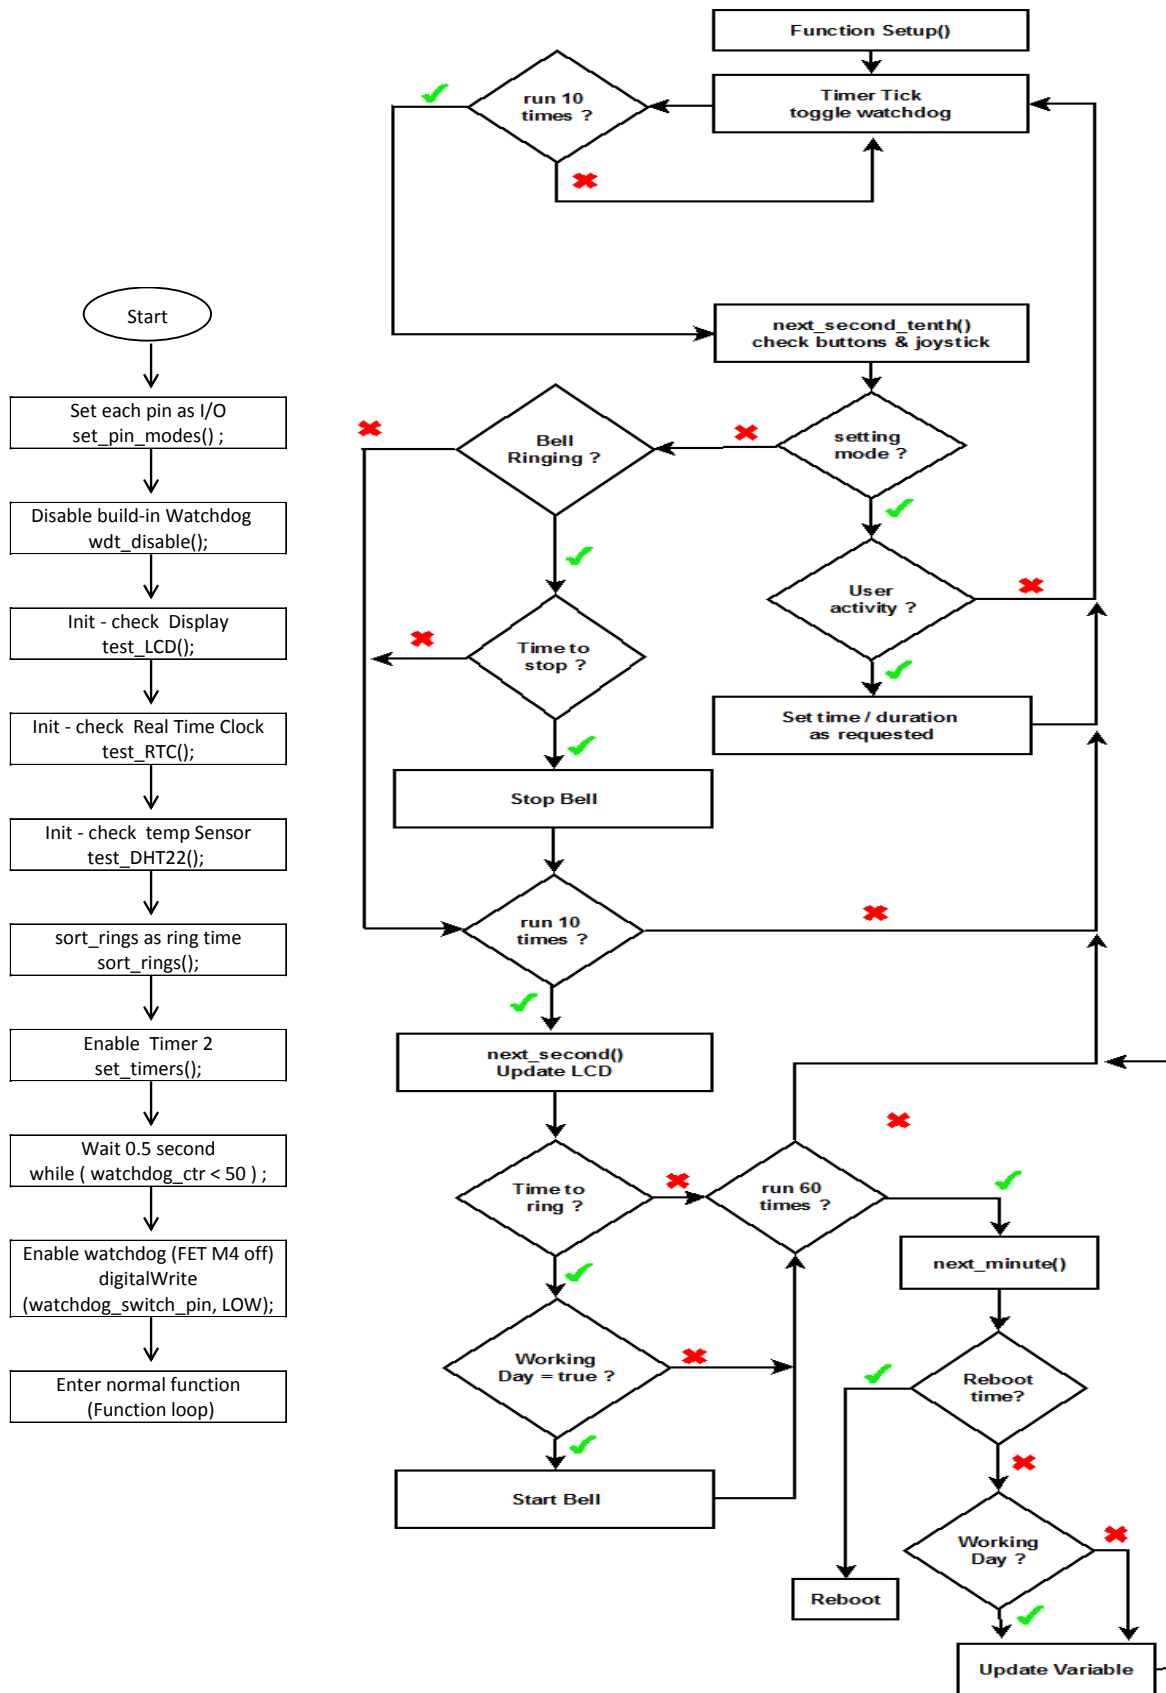 Start
Set each pin as I/O
set_pin_modes() ;
Disable build-in Watchdog
wdt_disable();
Init - check  Display
test_LCD();
Init - check  Real Time Clock
test_RTC();
Init - check  temp Sensor
test_DHT22();
sort_rings as ring time
sort_rings();
Enable  Timer 2
set_timers();
Wait 0.5 second
while ( watchdog_ctr < 50 ) ;
Enable watchdog (FET M4 off)
digitalWrite
(watchdog_switch_pin, LOW);
Enter normal function
(Function loop)
Function Setup()
Timer Tick
toggle watchdog
run 10
times ?
next_second_tenth()
check buttons & joystick
setting
mode ?
Bell
Ringing ?
User
activity ?
Time to
stop ?
Set time / duration
as requested
Stop Bell
run 10
times ?
next_second()
Update LCD
Time to
ring ?
run 60
times ?
next_minute()
Working
Day = true ?
Reboot
time?
Start Bell
Working
Day ?
Reboot
Update Variable